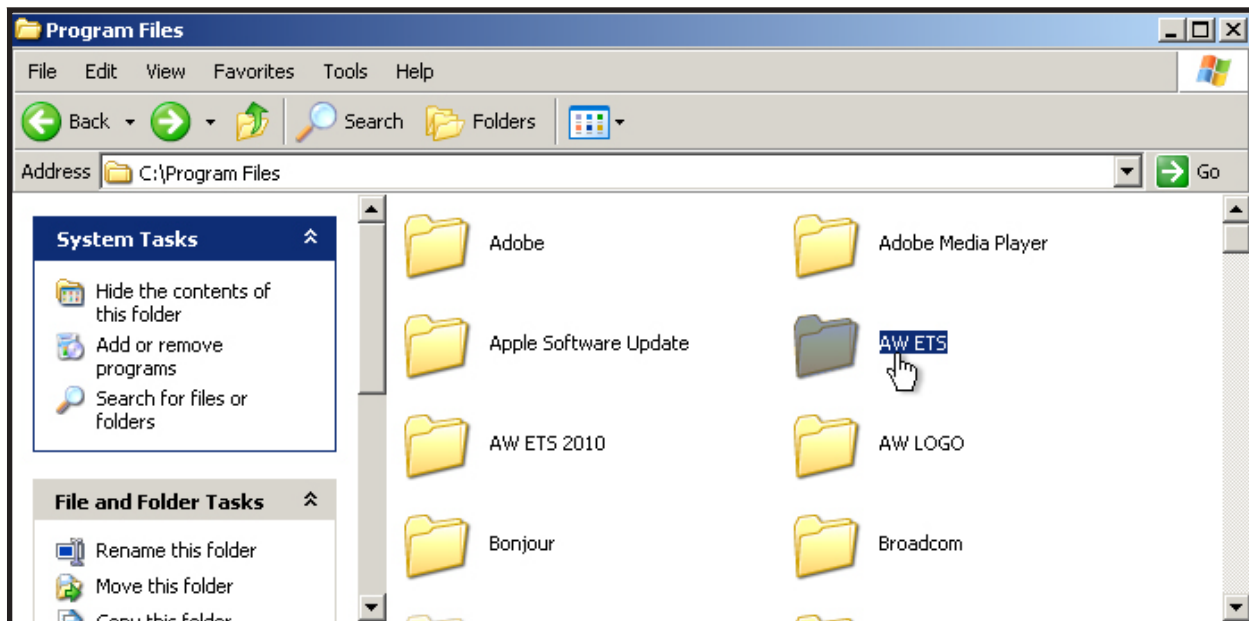 Program Files
File Edit View Favorites Tools Help
Back Search Folders
Address C:\Program Files Go
System Tasks
Hide the contents of
this folder
Add or remove
programs
Search for files or
folders
File and Folder Tasks
Rename this folder
Move this folder
Copy this folder
Adobe
Adobe Media Player
Apple Software Update
AW ETS
AW ETS 2010
AW LOGO
Bonjour
Broadcom